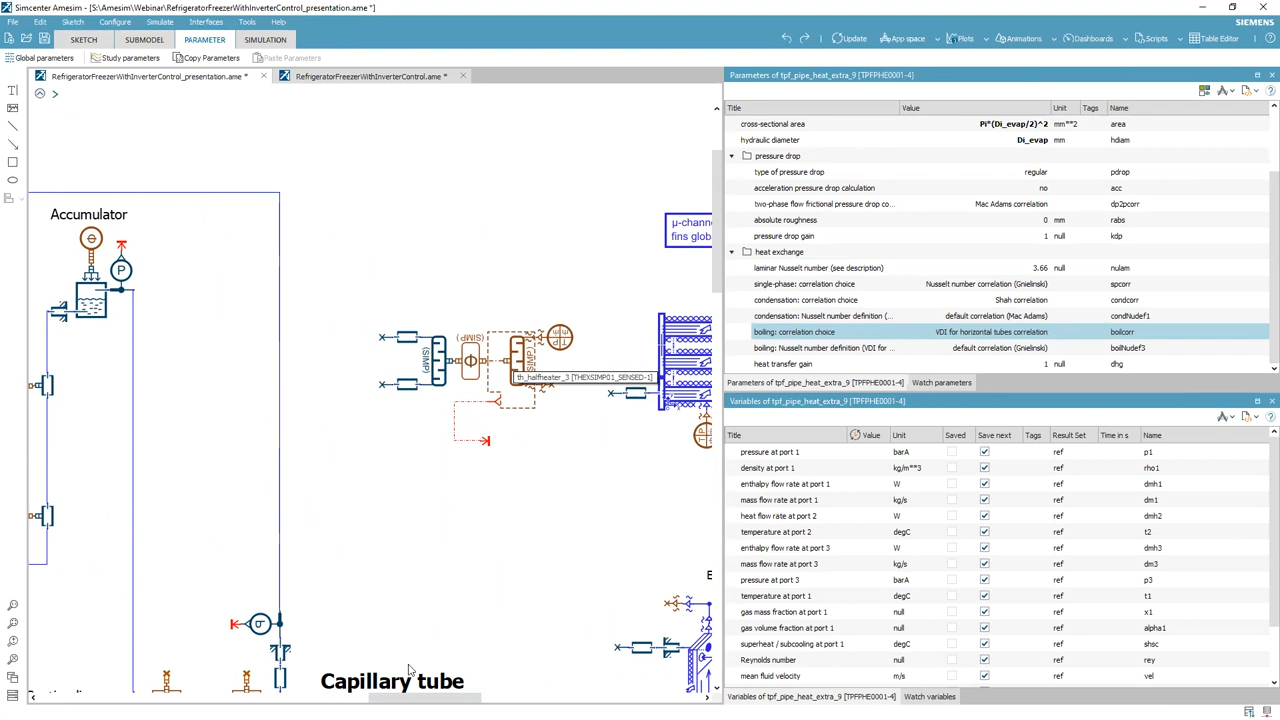 Simcenter Amesim - [S:\Amesim\Webinar\RefrigeratorFreezerWithInverterControl_presentation.ame *]
File Edit Sketch Configure Simulate Interfaces Tools Help
SIEMENS
SKETCH SUBMODEL PARAMETER SIMULATION
Update App space Plots Animations Dashboards Scripts Table Editor
Global parameters Study parameters Copy Parameters Paste Parameters
RefrigeratorFreezerWithInverterControl_presentation.ame * RefrigeratorFreezerWithInverterControl.ame *
Accumulator
P
(SIMP)
(SIMP)
th_halfheater_3 [THEXSIMP01_SENSED-1]
µ-chann
fins glob
E
Capillary tube
Parameters of tpf_pipe_heat_extra_9 [TPFPHE0001-4]
Title Value Unit Tags Name
cross-sectional area Pi*(Di_evap/2)^2 mm**2 area
hydraulic diameter Di_evap mm hdiam
pressure drop
type of pressure drop regular pdrop
acceleration pressure drop calculation no acc
two-phase flow frictional pressure drop co... Mac Adams correlation dp2pcorr
absolute roughness 0 mm rabs
pressure drop gain 1 null kdp
heat exchange
laminar Nusselt number (see description) 3.66 null nulam
single-phase: correlation choice Nusselt number correlation (Gnielinski) spcorr
condensation: correlation choice Shah correlation condcorr
condensation: Nusselt number definition (... default correlation (Mac Adams) condNudef1
boiling: correlation choice VDI for horizontal tubes correlation boilcorr
boiling: Nusselt number definition (VDI for ... default correlation (Gnielinski) boilNudef3
heat transfer gain 1 null dhg
Parameters of tpf_pipe_heat_extra_9 [TPFPHE0001-4] Watch parameters
Variables of tpf_pipe_heat_extra_9 [TPFPHE0001-4]
Title Value Unit Saved Save next Tags Result Set Time in s Name
pressure at port 1 barA ref p1
density at port 1 kg/m**3 ref rho1
enthalpy flow rate at port 1 W ref dmh1
mass flow rate at port 1 kg/s ref dm1
heat flow rate at port 2 W ref dmh2
temperature at port 2 degC ref t2
enthalpy flow rate at port 3 W ref dmh3
mass flow rate at port 3 kg/s ref dm3
pressure at port 3 barA ref p3
temperature at port 1 degC ref t1
gas mass fraction at port 1 null ref x1
gas volume fraction at port 1 null ref alpha1
superheat / subcooling at port 1 degC ref shsc
Reynolds number null ref rey
mean fluid velocity m/s ref vel
Variables of tpf_pipe_heat_extra_9 [TPFPHE0001-4] Watch variables